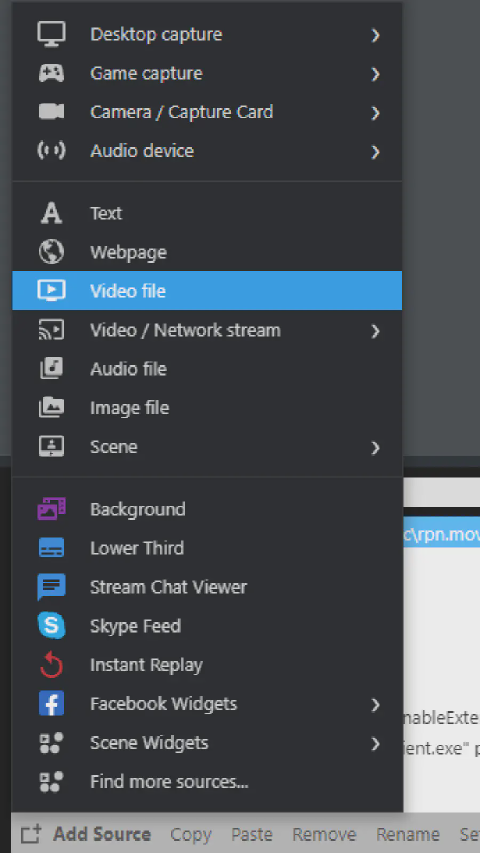 Desktop capture
Game capture
Camera / Capture Card
Audio device
Text
Webpage
Video file
Video / Network stream
Audio file
Image file
Scene
Background
c\rpn.mov
Lower Third
Stream Chat Viewer
Skype Feed
Instant Replay
Facebook Widgets
nableExte
Scene Widgets
ient.exe" p
Find more sources...
Add Source Copy Paste Remove Rename Se